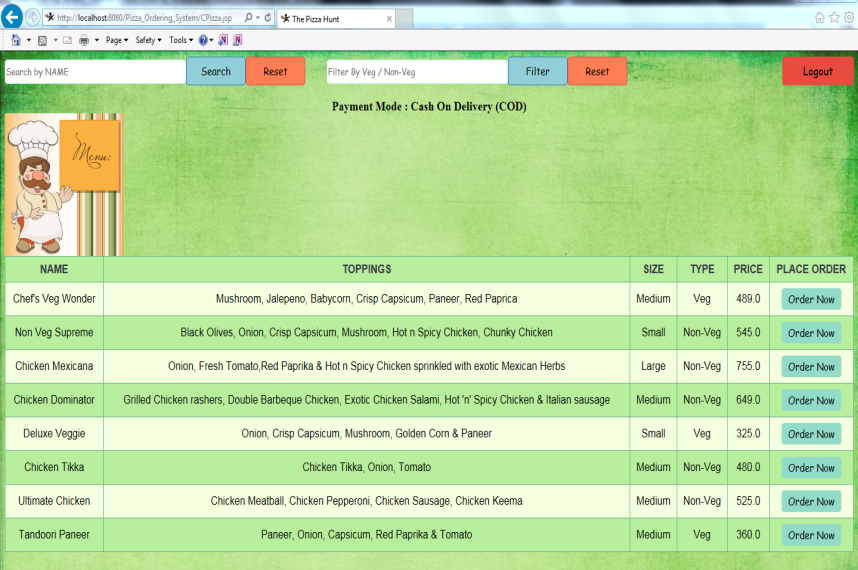 http://localhost:8080/Pizza_Ordering_System/CPizza.jsp
The Pizza Hunt
Page Safety Tools
Search by NAME Search Reset Filter By Veg / Non-Veg Filter Reset Logout
Payment Mode : Cash On Delivery (COD)
Menu:
NAME TOPPINGS SIZE TYPE PRICE PLACE ORDER
Chef's Veg Wonder Mushroom, Jalepeno, Babycorn, Crisp Capsicum, Paneer, Red Paprica Medium Veg 489.0 Order Now
Non Veg Supreme Black Olives, Onion, Crisp Capsicum, Mushroom, Hot n Spicy Chicken, Chunky Chicken Small Non-Veg 545.0 Order Now
Chicken Mexicana Onion, Fresh Tomato,Red Paprika & Hot n Spicy Chicken sprinkled with exotic Mexican Herbs Large Non-Veg 755.0 Order Now
Chicken Dominator Grilled Chicken rashers, Double Barbeque Chicken, Exotic Chicken Salami, Hot 'n' Spicy Chicken & Italian sausage Medium Non-Veg 649.0 Order Now
Deluxe Veggie Onion, Crisp Capsicum, Mushroom, Golden Corn & Paneer Small Veg 325.0 Order Now
Chicken Tikka Chicken Tikka, Onion, Tomato Medium Non-Veg 480.0 Order Now
Ultimate Chicken Chicken Meatball, Chicken Pepperoni, Chicken Sausage, Chicken Keema Medium Non-Veg 525.0 Order Now
Tandoori Paneer Paneer, Onion, Capsicum, Red Paprika & Tomato Medium Veg 360.0 Order Now